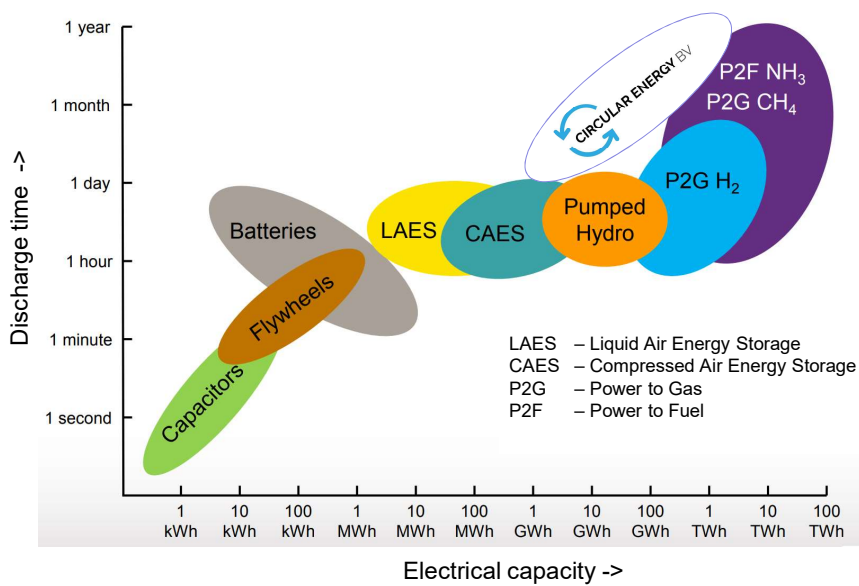 1 year
1 month
1 day
1 hour
1 minute
1 second
Discharge time ->
CIRCULAR ENERGY BV
P2F NH₃
P2G CH₄
P2G H₂
Batteries
LAES
CAES
Pumped
Hydro
Flywheels
Capacitors
LAES – Liquid Air Energy Storage
CAES – Compressed Air Energy Storage
P2G – Power to Gas
P2F – Power to Fuel
1 10 100 1 10 100 1 10 100 1 10 100
kWh kWh kWh MWh MWh MWh GWh GWh GWh TWh TWh TWh
Electrical capacity ->